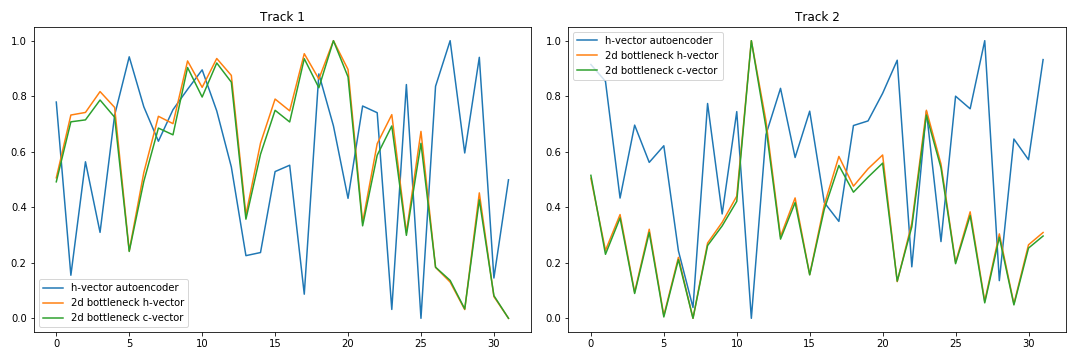 Track 1
1.0
0.8
0.6
0.4
0.2
0.0
h-vector autoencoder
2d bottleneck h-vector
2d bottleneck c-vector
0 5 10 15 20 25 30
Track 2
1.0
0.8
0.6
0.4
0.2
0.0
h-vector autoencoder
2d bottleneck h-vector
2d bottleneck c-vector
0 5 10 15 20 25 30